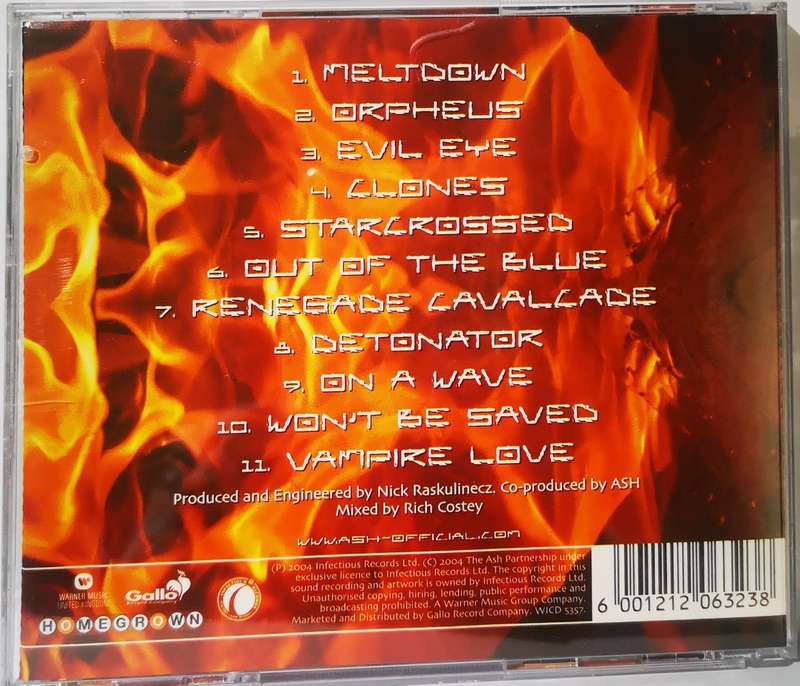 1. MELTDOWN
2. ORPHEUS
3. EVIL EYE
4. CLONES
5. STARCROSSED
6. OUT OF THE BLUE
7. RENEGADE CAVALCADE
8. DETONATOR
9. ON A WAVE
10. WON'T BE SAVED
11. VAMPIRE LOVE
Produced and Engineered by Nick Raskulinecz. Co-produced by ASH
Mixed by Rich Costey
WWW.ASH-OFFICIAL.COM
(P) 2004 Infectious Records Ltd. (C) 2004 The Ash Partnership under
exclusive licence to Infectious Records Ltd. The copyright in this
sound recording and artwork is owned by Infectious Records Ltd.
Unauthorised copying, hiring, lending, public performance and
broadcasting prohibited. A Warner Music Group Company.
Marketed and Distributed by Gallo Record Company. WICD 5357.
WARNER MUSIC
UNITED KINGDOM
Gallo
RECORD COMPANY
HOMEGROWN
6 001212 063238